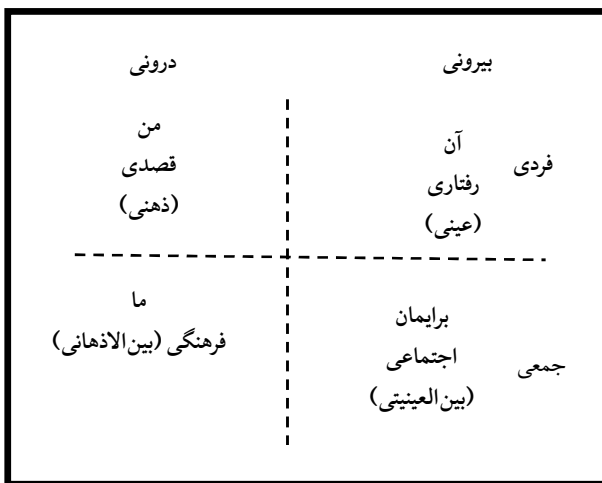 بیرونی
درونی
فردی
آن
رفتاری
(عینی)
من
قصدی
(ذهنی)
جمعی
برایمان
اجتماعی
(بین‌العینیتی)
ما
فرهنگی (بین‌الاذهانی)